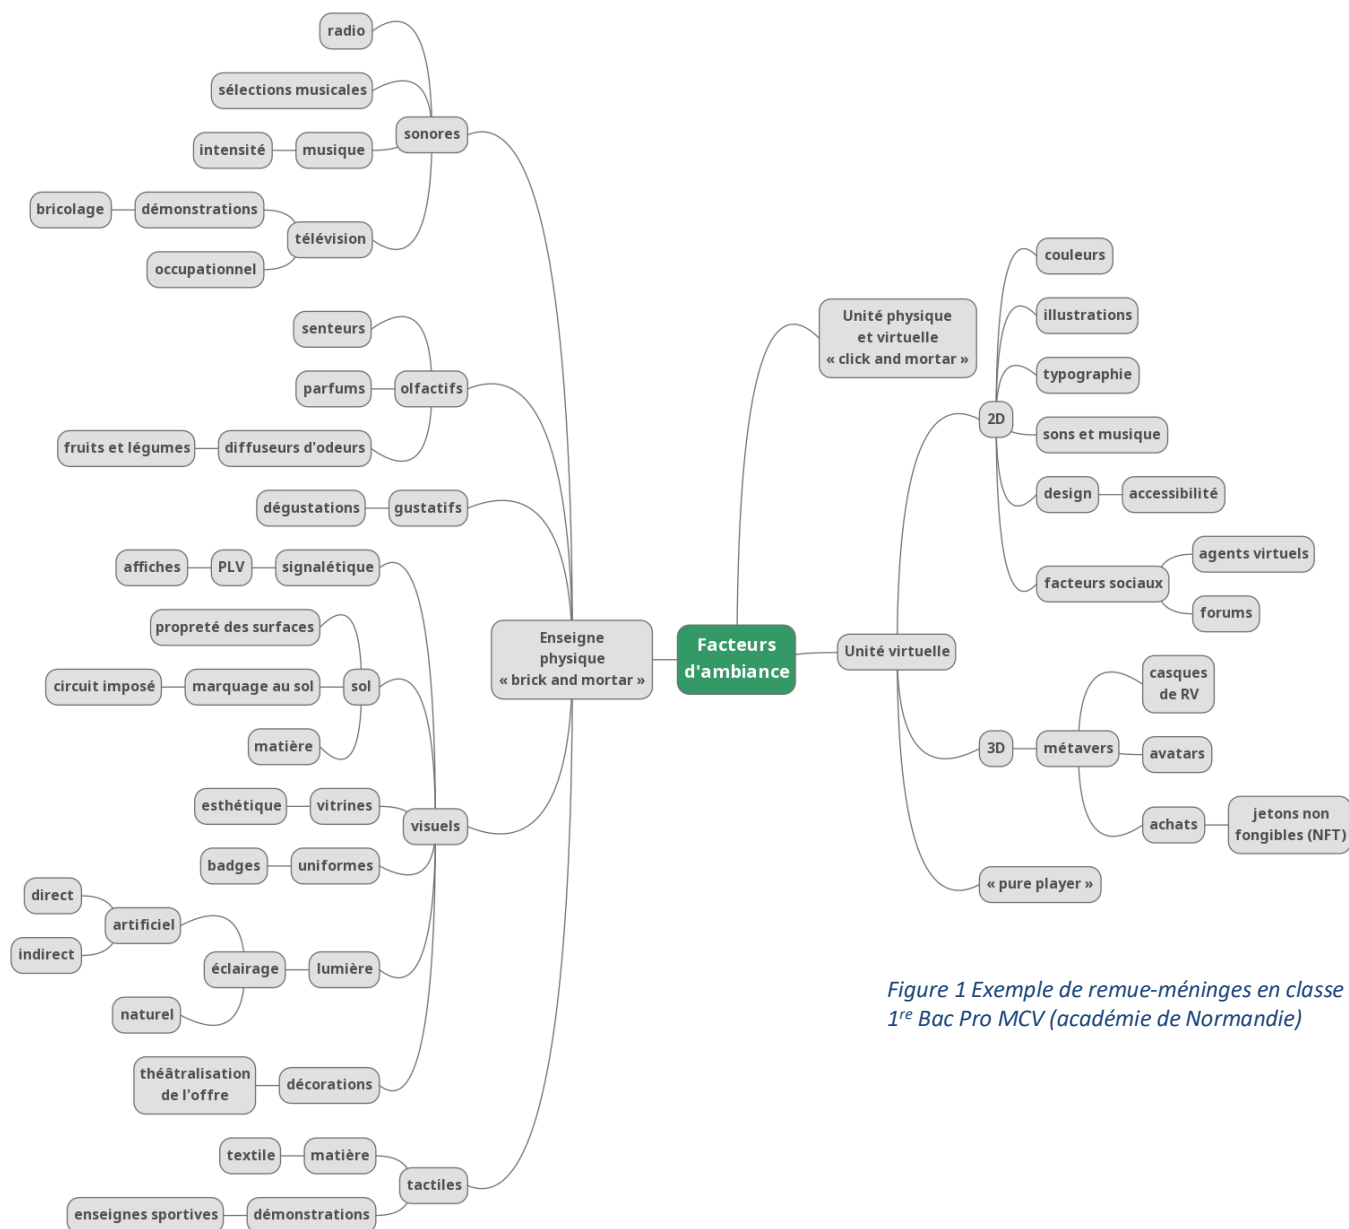 radio
sélections musicales
sonores
intensité
musique
bricolage
démonstrations
télévision
occupationnel
senteurs
parfums
olfactifs
fruits et légumes
diffuseurs d'odeurs
dégustations
gustatifs
affiches
PLV
signalétique
propreté des surfaces
circuit imposé
marquage au sol
sol
matière
esthétique
vitrines
visuels
badges
uniformes
direct
artificiel
indirect
éclairage
lumière
naturel
théâtralisation
de l'offre
décorations
textile
matière
tactiles
enseignes sportives
démonstrations
Enseigne
physique
« brick and mortar »
Facteurs
d'ambiance
Unité physique
et virtuelle
« click and mortar »
Unité virtuelle
2D
couleurs
illustrations
typographie
sons et musique
design
accessibilité
facteurs sociaux
agents virtuels
forums
3D
métavers
casques
de RV
avatars
achats
jetons non
fongibles (NFT)
« pure player »
Figure 1 Exemple de remue-méninges en classe
1re Bac Pro MCV (académie de Normandie)